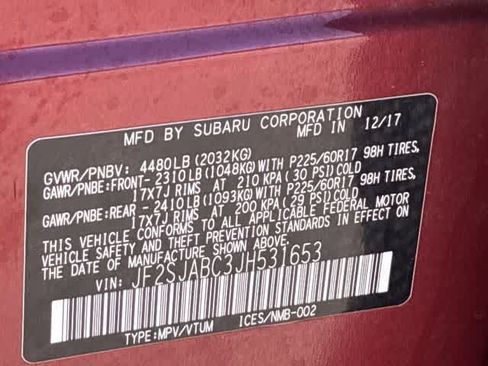 MFD BY SUBARU CORPORATION
MFD IN 12/17
GVWR/PNBV: 4480LB (2032KG)
GAWR/PNBE:FRONT-2310LB (1048KG)WITH P225/60R17 98H TIRES,
17X7J RIMS AT 210 KPA (30 PSI)COLD
GAWR/PNBE:REAR -2410LB (1093KG)WITH P225/60R17 98H TIRES,
17X7J RIMS AT 200 KPA (29 PSI)COLD
THIS VEHICLE CONFORMS TO ALL APPLICABLE FEDERAL MOTOR
VEHICLE SAFETY AND THEFT PREVENTION STANDARDS IN EFFECT ON
THE DATE OF MANUFACTURE SHOWN ABOVE.
VIN: JF2SJABC3JH531653
TYPE:MPV/VTUM ICES/NMB-002